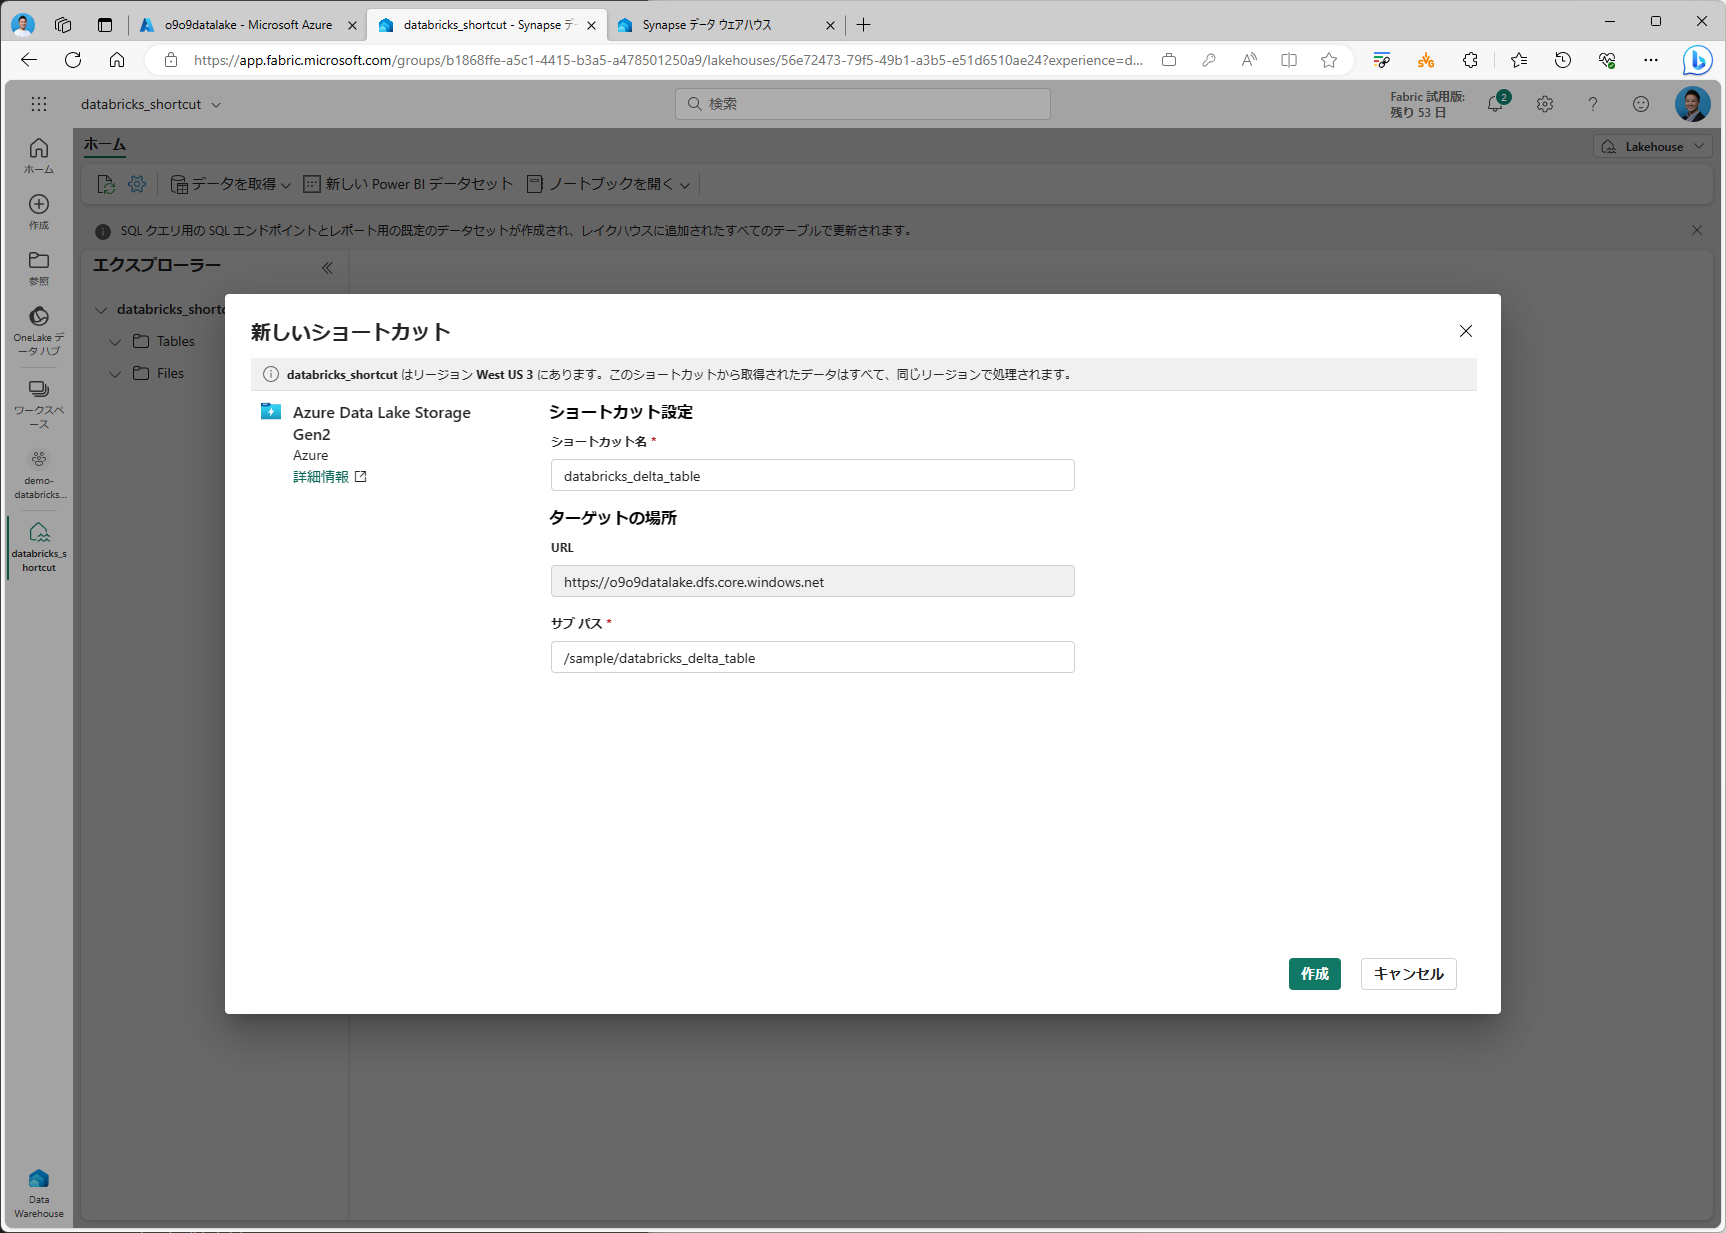 o9o9datalake - Microsoft Azure
databricks_shortcut - Synapse デ
Synapse データ ウェアハウス
https://app.fabric.microsoft.com/groups/b1868ffe-a5c1-4415-b3a5-a478501250a9/lakehouses/56e72473-79f5-49b1-a3b5-e51d6510ae24?experience=d...
databricks_shortcut
検索
Fabric 試用版:
残り 53 日
2
ホーム
作成
参照
OneLake デ
ータ ハブ
ワークスペ
ース
demo-
databricks...
databricks_s
hortcut
Data
Warehouse
ホーム
Lakehouse
データを取得
新しい Power BI データセット
ノートブックを開く
SQL クエリ用の SQL エンドポイントとレポート用の既定のデータセットが作成され、レイクハウスに追加されたすべてのテーブルで更新されます。
エクスプローラー
databricks_shortc
Tables
Files
新しいショートカット
databricks_shortcut はリージョン West US 3 にあります。このショートカットから取得されたデータはすべて、同じリージョンで処理されます。
Azure Data Lake Storage
Gen2
Azure
詳細情報
ショートカット設定
ショートカット名 *
databricks_delta_table
ターゲットの場所
URL
https://o9o9datalake.dfs.core.windows.net
サブ パス *
/sample/databricks_delta_table
作成
キャンセル